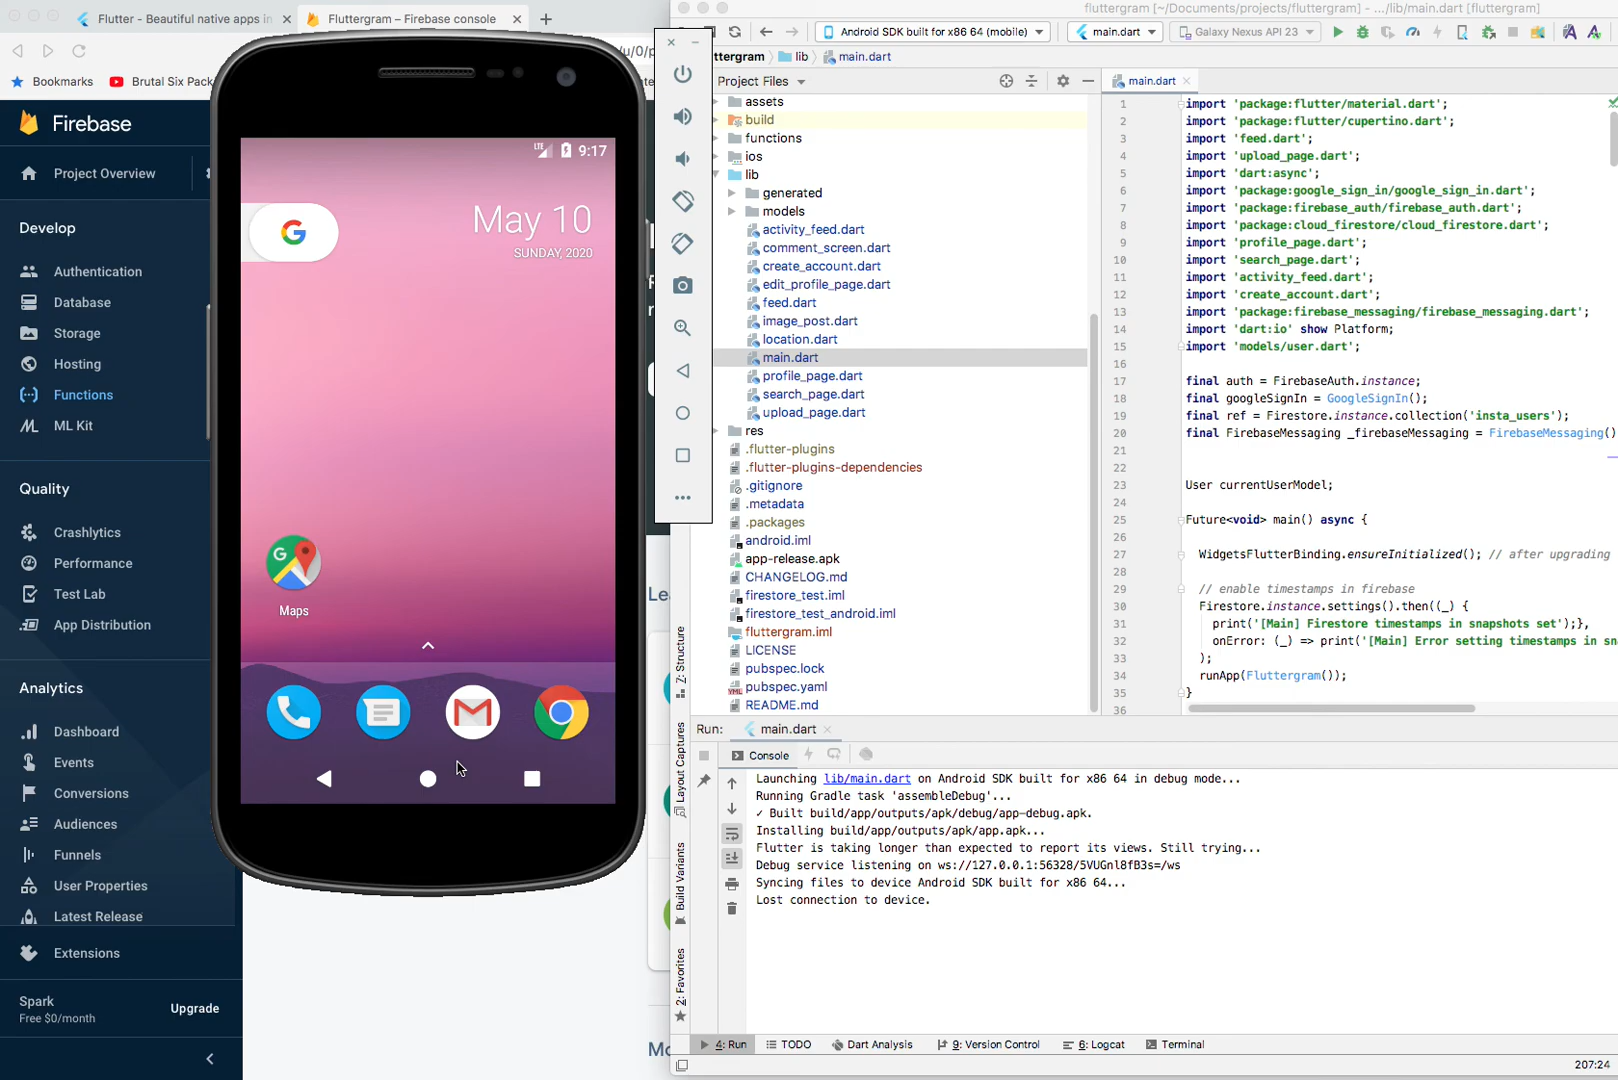 Flutter - Beautiful native apps in
Fluttergram – Firebase console
/u/0/p
Bookmarks
Brutal Six Pack
Firebase
Project Overview
Develop
Authentication
Database
Storage
Hosting
Functions
ML Kit
Quality
Crashlytics
Performance
Test Lab
App Distribution
Analytics
Dashboard
Events
Conversions
Audiences
Funnels
User Properties
Latest Release
Extensions
Spark
Free $0/month
Upgrade
LTE 9:17
G
May 10
SUNDAY, 2020
G
Maps
fluttergram [~/Documents/projects/fluttergram] - .../lib/main.dart [fluttergram]
Android SDK built for x86 64 (mobile)
main.dart
Galaxy Nexus API 23
ttergram
lib
main.dart
Project Files
main.dart
assets
build
functions
ios
lib
generated
models
activity_feed.dart
comment_screen.dart
create_account.dart
edit_profile_page.dart
feed.dart
image_post.dart
location.dart
main.dart
profile_page.dart
search_page.dart
upload_page.dart
res
.flutter-plugins
.flutter-plugins-dependencies
.gitignore
.metadata
.packages
android.iml
app-release.apk
CHANGELOG.md
firestore_test.iml
firestore_test_android.iml
fluttergram.iml
LICENSE
pubspec.lock
pubspec.yaml
README.md
1 import 'package:flutter/material.dart';
2 import 'package:flutter/cupertino.dart';
3 import 'feed.dart';
4 import 'upload_page.dart';
5 import 'dart:async';
6 import 'package:google_sign_in/google_sign_in.dart';
7 import 'package:firebase_auth/firebase_auth.dart';
8 import 'package:cloud_firestore/cloud_firestore.dart';
9 import 'profile_page.dart';
10 import 'search_page.dart';
11 import 'activity_feed.dart';
12 import 'create_account.dart';
13 import 'package:firebase_messaging/firebase_messaging.dart';
14 import 'dart:io' show Platform;
15 import 'models/user.dart';
16
17 final auth = FirebaseAuth.instance;
18 final googleSignIn = GoogleSignIn();
19 final ref = Firestore.instance.collection('insta_users');
20 final FirebaseMessaging _firebaseMessaging = FirebaseMessaging()
21
22
23 User currentUserModel;
24
25 Future<void> main() async {
26
27 WidgetsFlutterBinding.ensureInitialized(); // after upgrading
28
29 // enable timestamps in firebase
30 Firestore.instance.settings().then((_) {
31 print('[Main] Firestore timestamps in snapshots set');},
32 onError: (_) => print('[Main] Error setting timestamps in sn
33 );
34 runApp(Fluttergram());
35 }
36
Z: Structure
Layout Captures
Build Variants
2: Favorites
Le
Mo
Run:
main.dart
Console
Launching lib/main.dart on Android SDK built for x86 64 in debug mode...
Running Gradle task 'assembleDebug'...
✓ Built build/app/outputs/apk/debug/app-debug.apk.
Installing build/app/outputs/apk/app.apk...
Flutter is taking longer than expected to report its views. Still trying...
Debug service listening on ws://127.0.0.1:56328/5VUGnl8fB3s=/ws
Syncing files to device Android SDK built for x86 64...
Lost connection to device.
4: Run
TODO
Dart Analysis
9: Version Control
6: Logcat
Terminal
207:24